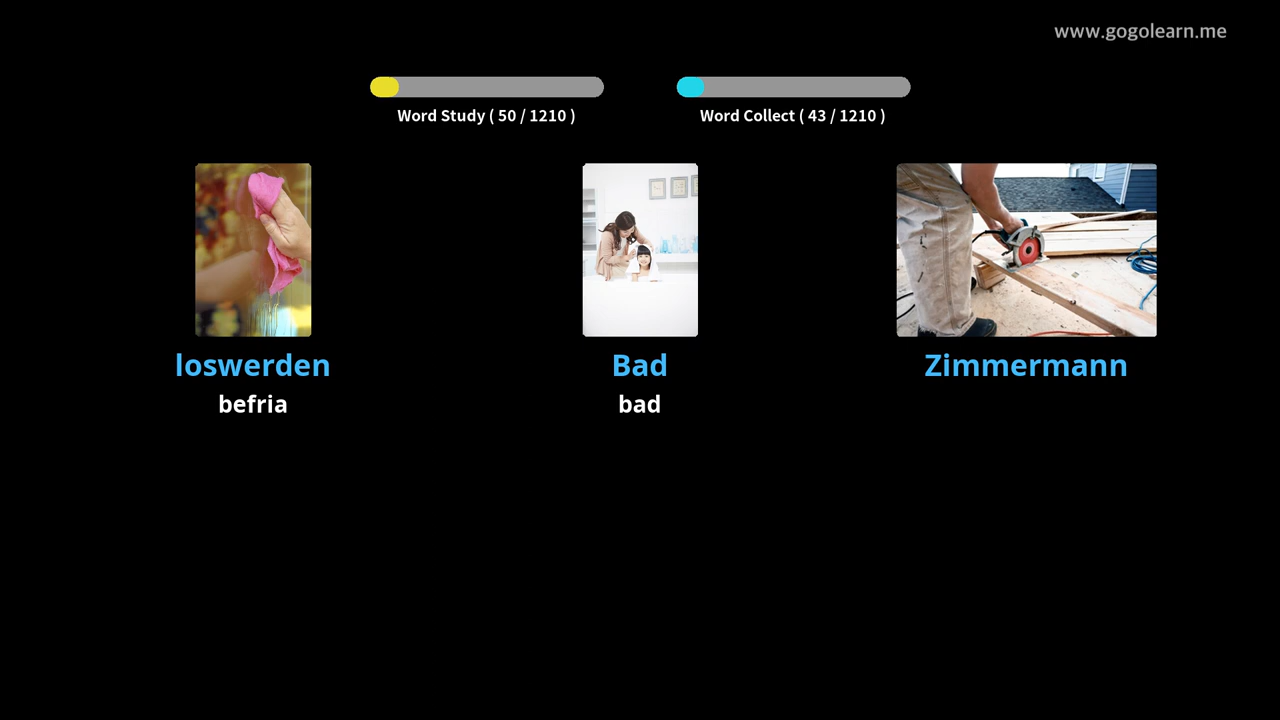 www.gogolearn.me
Word Study ( 50 / 1210 )
Word Collect ( 43 / 1210 )
loswerden
befria
Bad
bad
Zimmermann